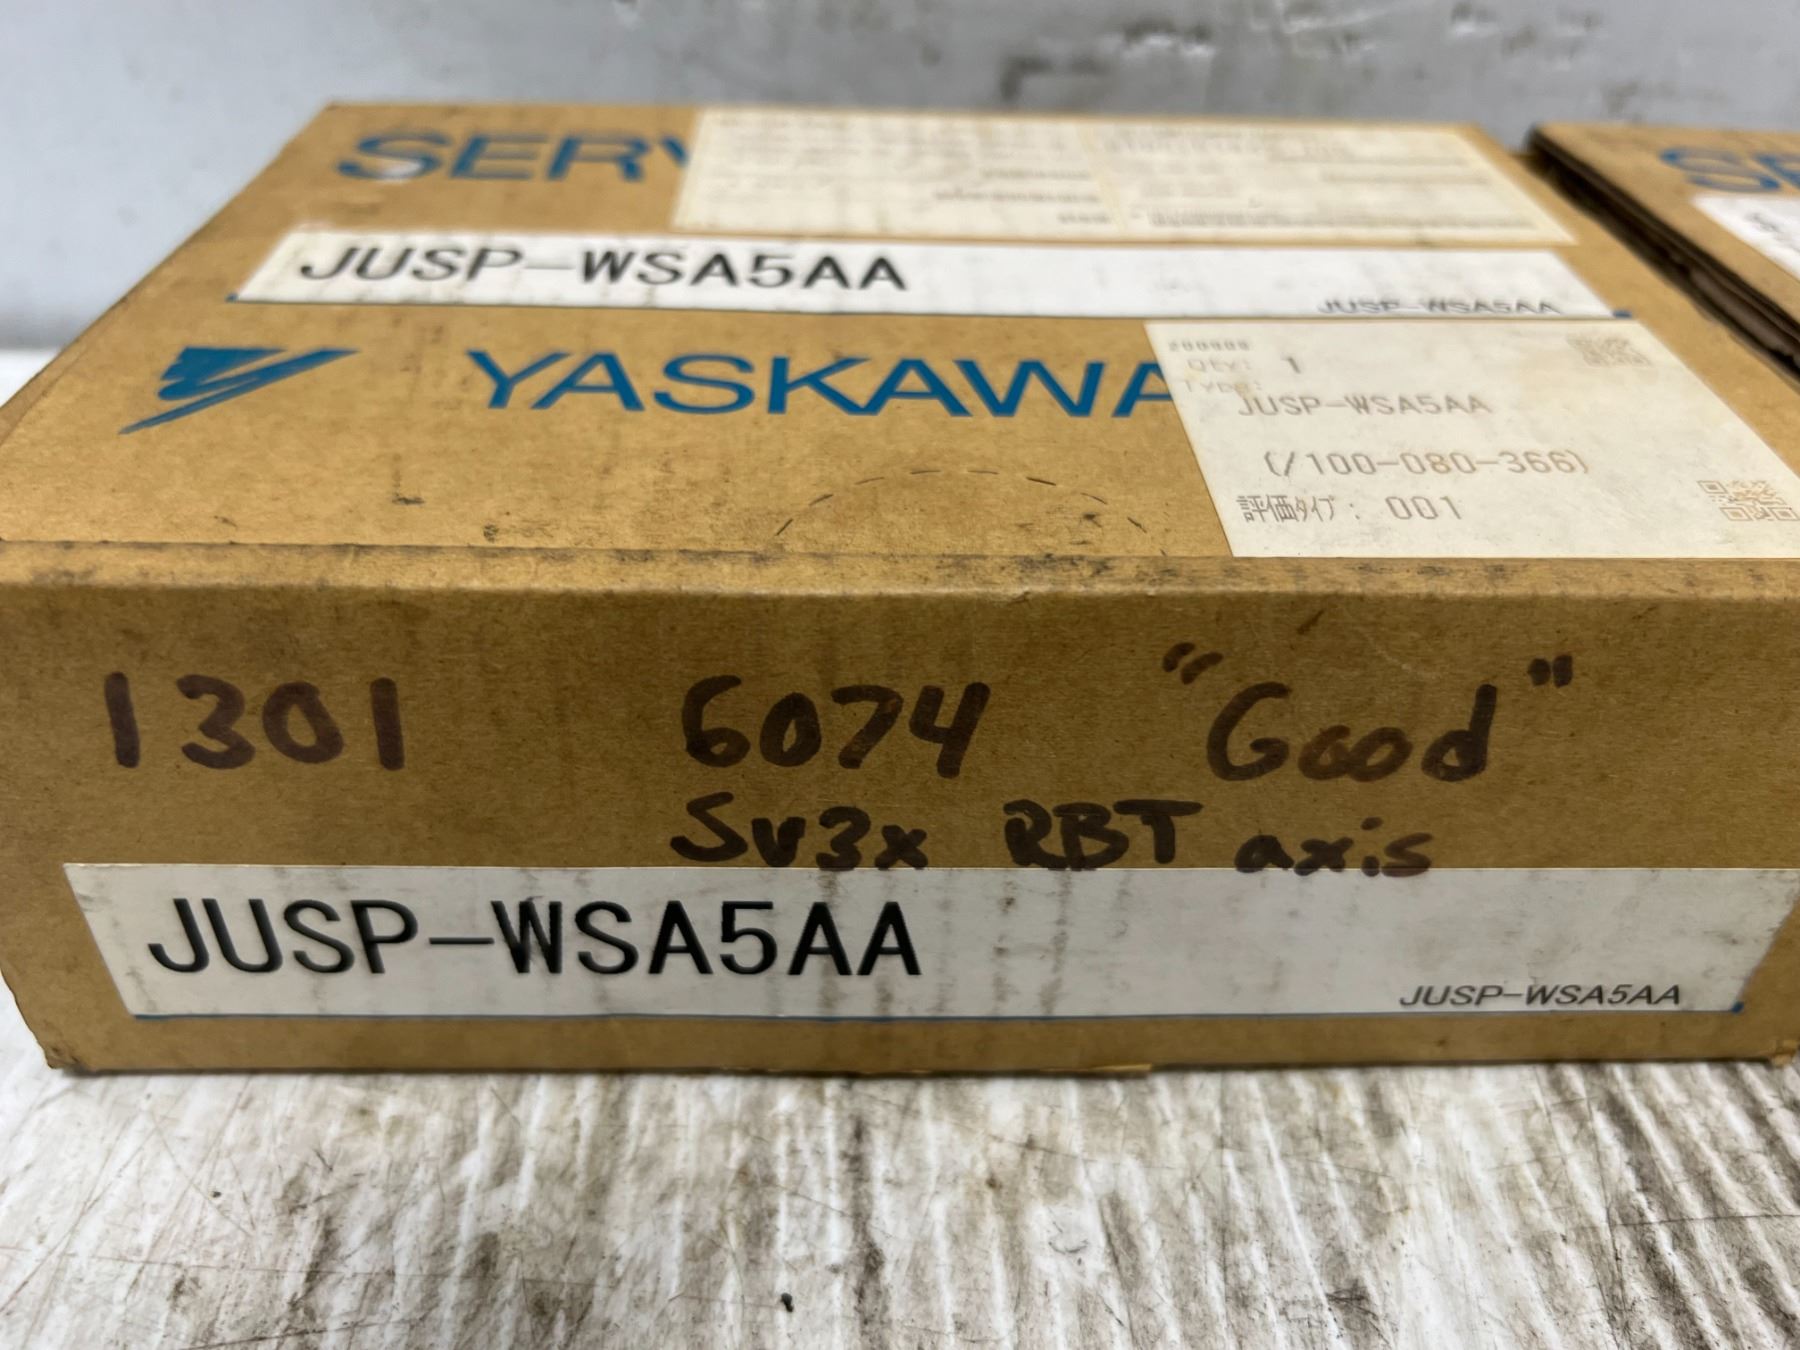 SERV
JUSP-WSA5AA
JUSP-WSA5AA
YASKAWA
QTY: 1
TYPE:
JUSP-WSA5AA
(/100-080-366)
評価タイプ: 001
1301 6074 "Good"
SV3x RBT axis
JUSP-WSA5AA
JUSP-WSA5AA
SE